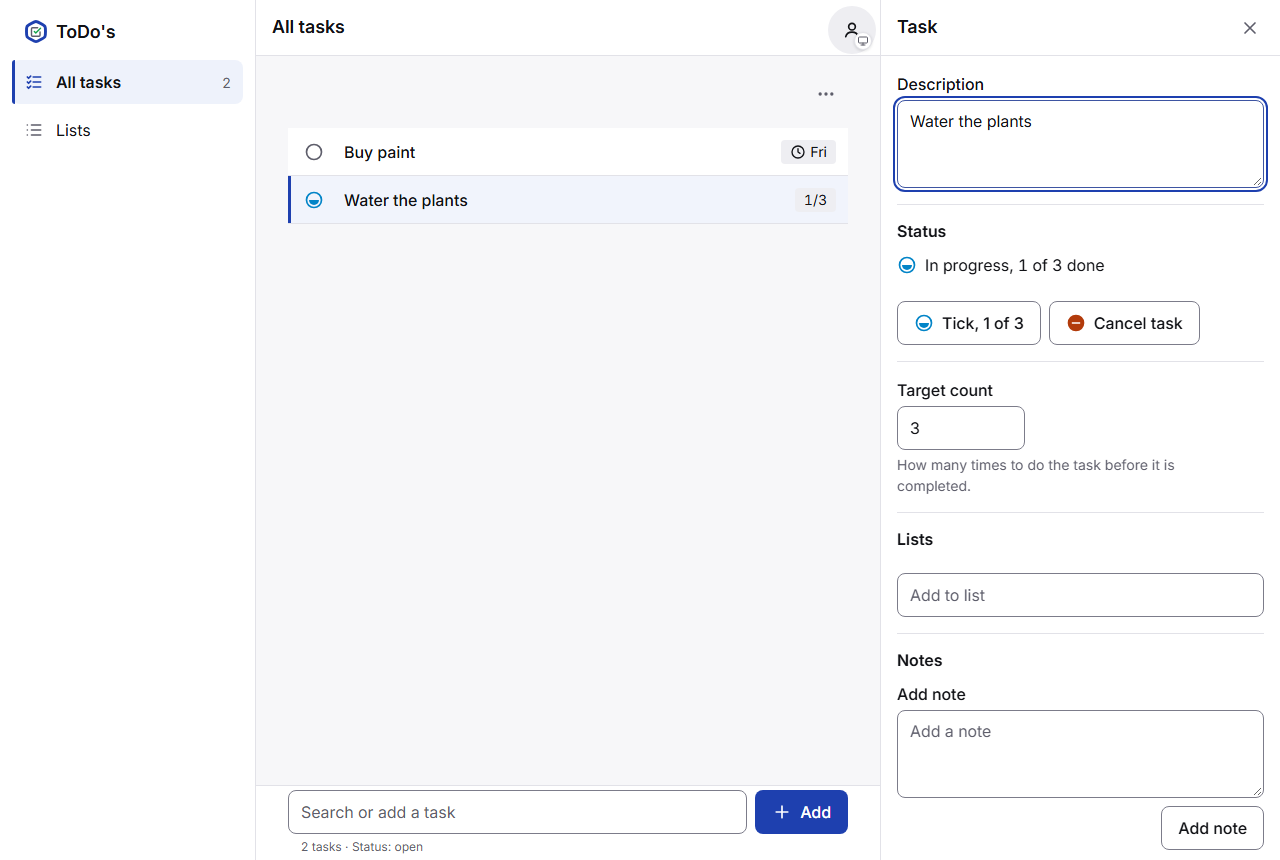 ToDo's
All tasks 2
Lists
All tasks
Buy paint Fri
Water the plants 1/3
Search or add a task
Add
2 tasks · Status: open
Task
Description
Water the plants
Status
In progress, 1 of 3 done
Tick, 1 of 3
Cancel task
Target count
3
How many times to do the task before it is
completed.
Lists
Add to list
Notes
Add note
Add a note
Add note